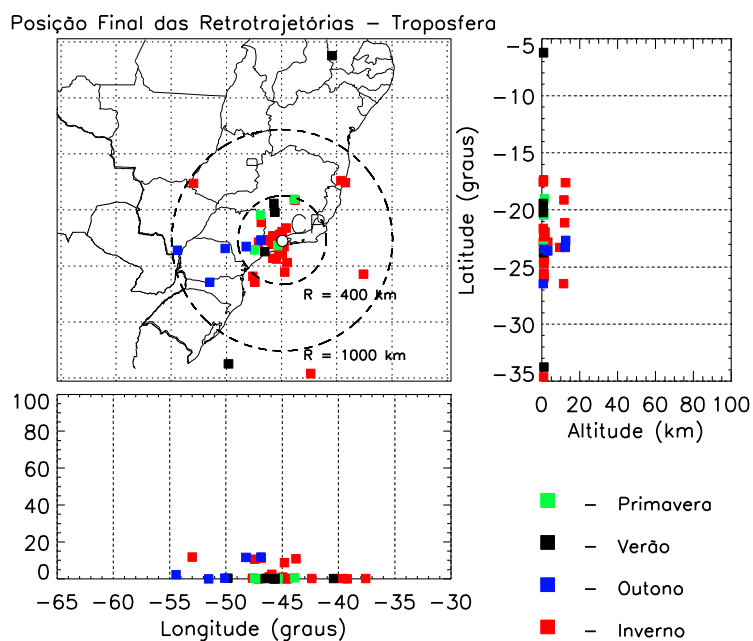 Posição Final das Retrotrajetórias – Troposfera
R = 400 km
R = 1000 km
−5
−10
−15
−20
−25
−30
−35
Latitude (graus)
0 20 40 60 80 100
Altitude (km)
100
80
60
40
20
0
−65 −60 −55 −50 −45 −40 −35 −30
Longitude (graus)
– Primavera
– Verão
– Outono
– Inverno